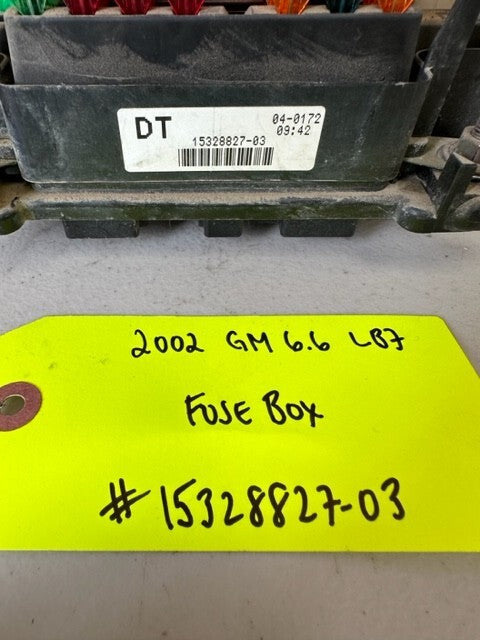 DT
04-0172
09:42
15328827-03
2002 GM 6.6 LB7
FUSE BOX
#15328827-03